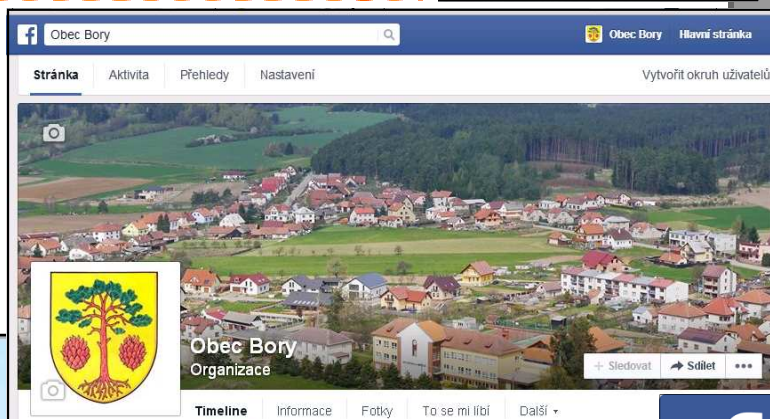 Obec Bory
Obec Bory Hlavní stránka
Stránka Aktivita Přehledy Nastavení
Vytvořit okruh uživatelů
Obec Bory
Organizace
+ Sledovat Sdílet
Timeline Informace Fotky To se mi líbí Další